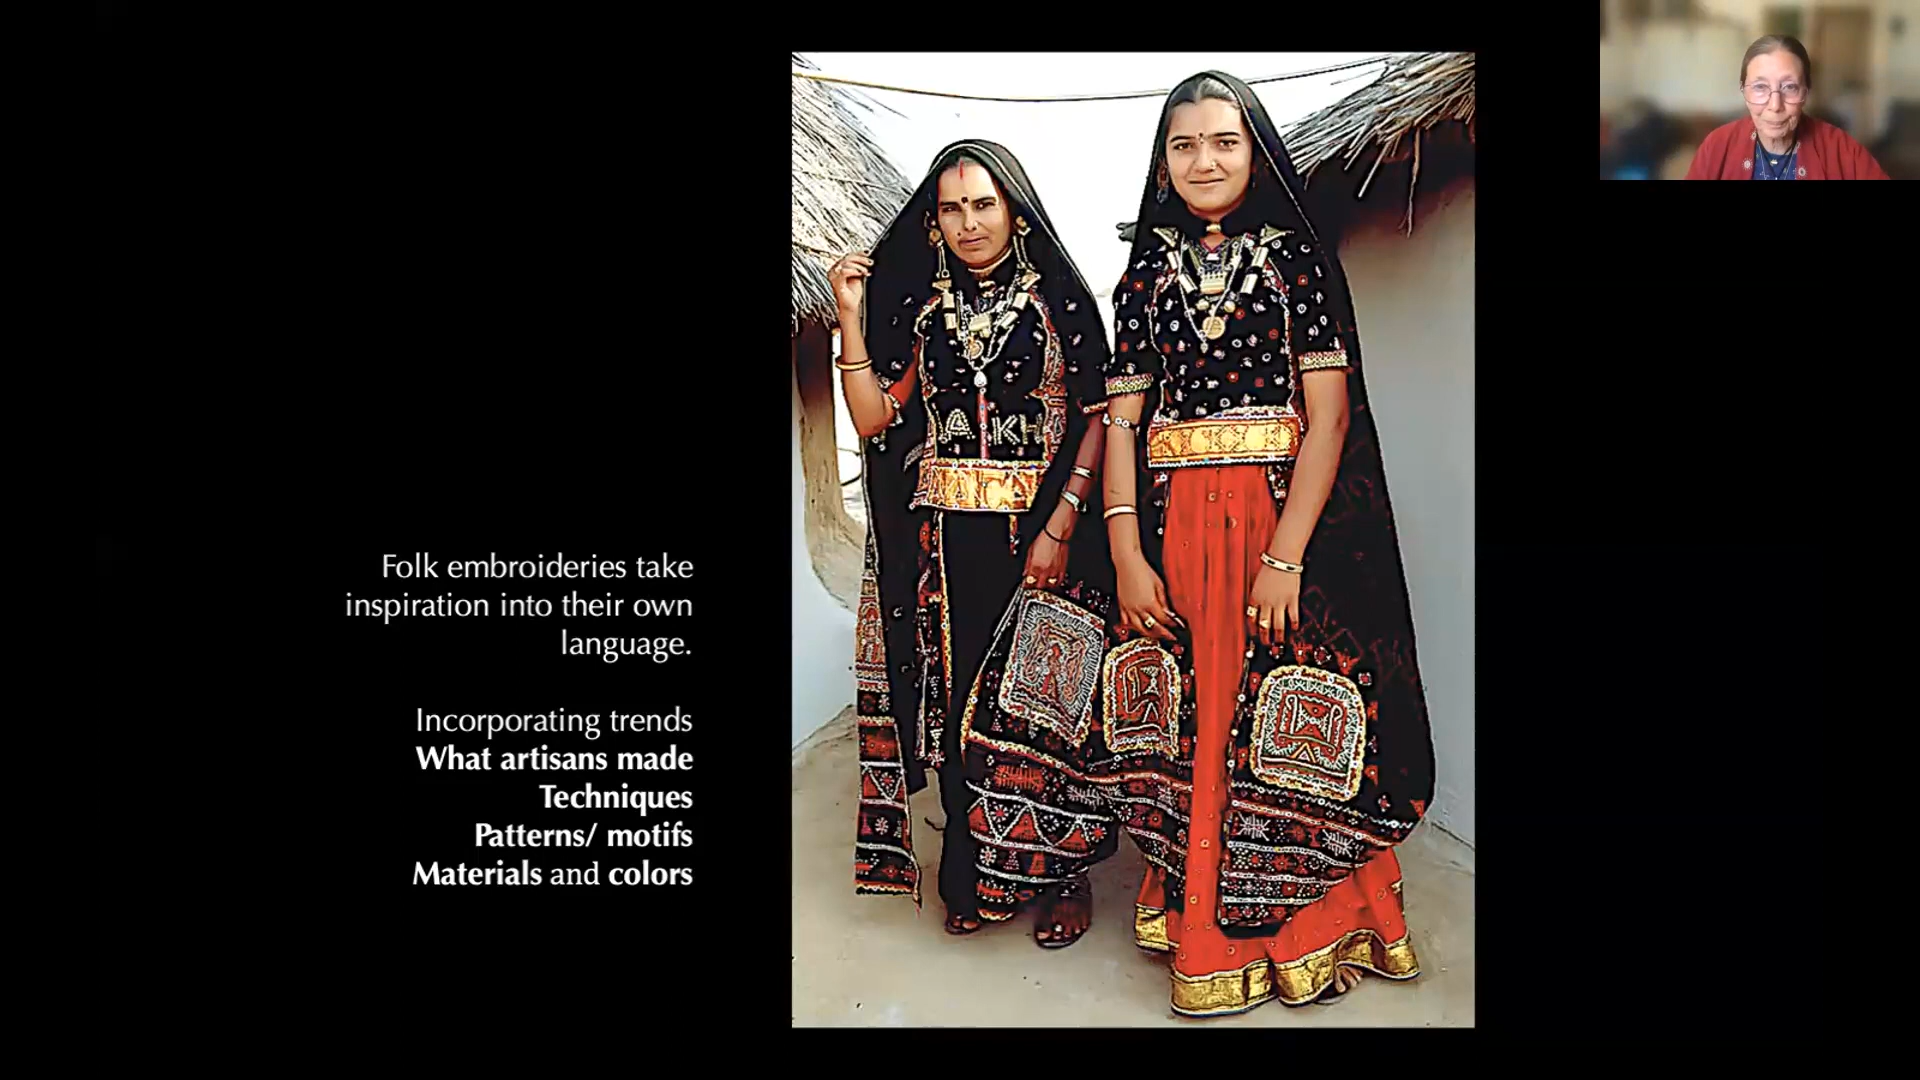 Folk embroideries take
inspiration into their own
language.
Incorporating trends
What artisans made
Techniques
Patterns/ motifs
Materials and colors
AKH